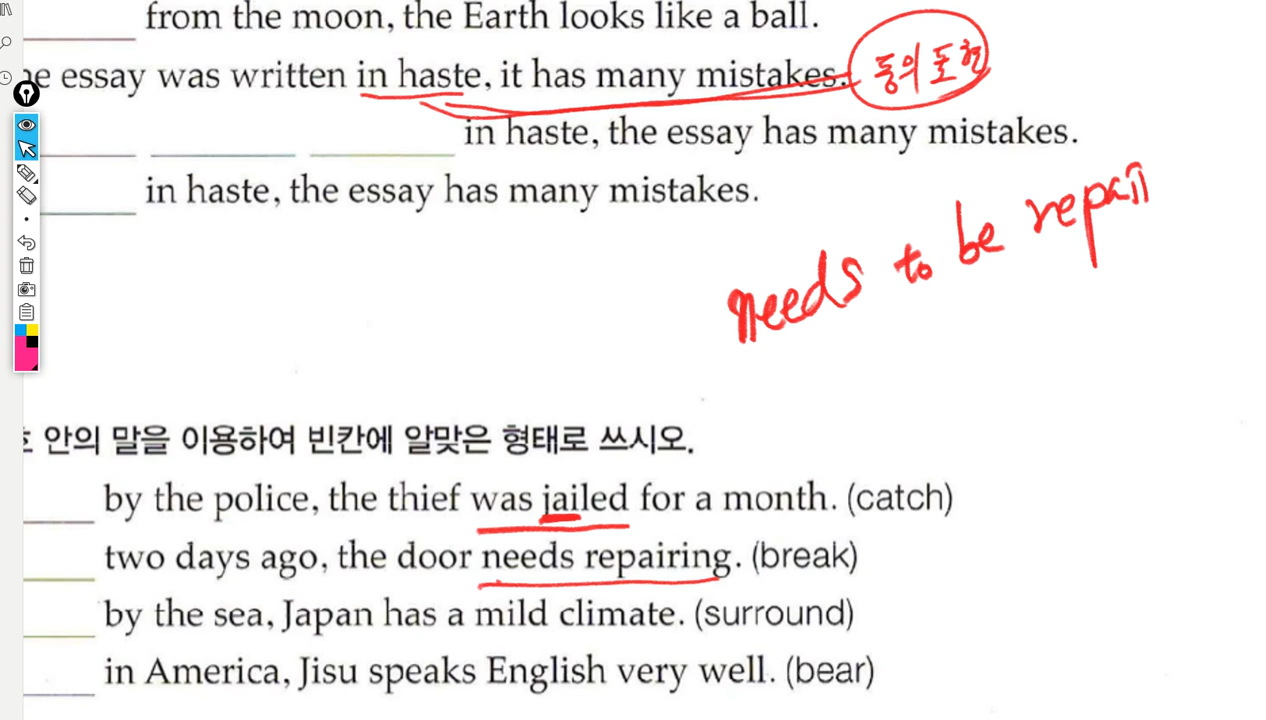 from the moon, the Earth looks like a ball.
e essay was written in haste, it has many mistakes.
동의표현
in haste, the essay has many mistakes.
in haste, the essay has many mistakes.
needs to be repair
안의 말을 이용하여 빈칸에 알맞은 형태로 쓰시오.
by the police, the thief was jailed for a month. (catch)
two days ago, the door needs repairing. (break)
by the sea, Japan has a mild climate. (surround)
in America, Jisu speaks English very well. (bear)